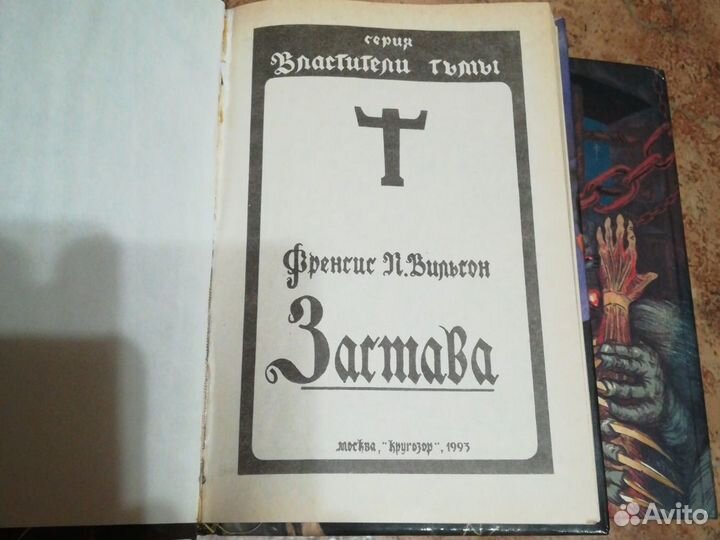 серия
Властители тьмы
Френсис П. Вильсон
Застава
москва, "Кругозор", 1993
Avito